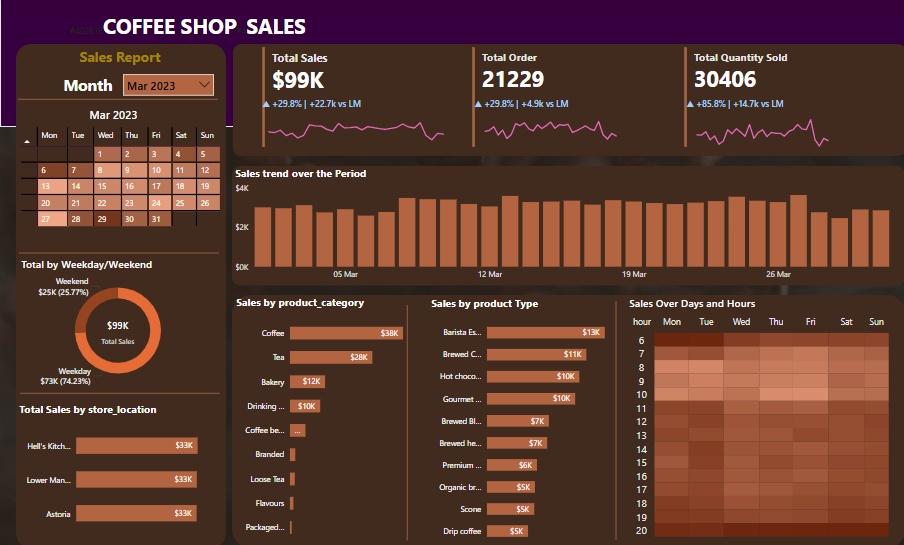 COFFEE SHOP SALES
Sales Report
Month
Mar 2023
Mar 2023
Mon Tue Wed Thu Fri Sat Sun
1 2 3 4 5
6 7 8 9 10 11 12
13 14 15 16 17 18 19
20 21 22 23 24 25 26
27 28 29 30 31
Total by Weekday/Weekend
Weekend
$25K (25.77%)
$99K
Total Sales
Weekday
$73K (74.23%)
Total Sales by store_location
Hell's Kitch... $33K
Lower Man... $33K
Astoria $33K
Total Sales
$99K
▲ +29.8% | +22.7k vs LM
Total Order
21229
▲ +29.8% | +4.9k vs LM
Total Quantity Sold
30406
▲ +85.8% | +14.7k vs LM
Sales trend over the Period
$4K
$2K
$0K
05 Mar 12 Mar 19 Mar 26 Mar
Sales by product_category
Coffee $38K
Tea $28K
Bakery $12K
Drinking ... $10K
Coffee be... ...
Branded
Loose Tea
Flavours
Packaged...
Sales by product Type
Barista Es... $13K
Brewed C... $11K
Hot choco... $10K
Gourmet ... $10K
Brewed Bl... $7K
Brewed he... $7K
Premium ... $6K
Organic br... $5K
Scone $5K
Drip coffee $5K
Sales Over Days and Hours
hour Mon Tue Wed Thu Fri Sat Sun
6
7
8
9
10
11
12
13
14
15
16
17
18
19
20